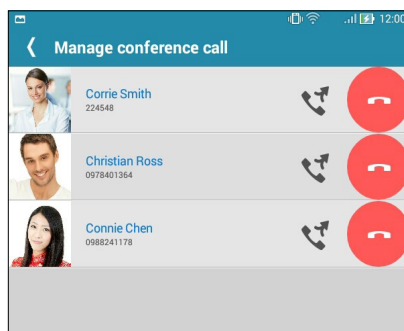 12:00
Manage conference call
Corrie Smith
224548
Christian Ross
0978401364
Connie Chen
0988241178